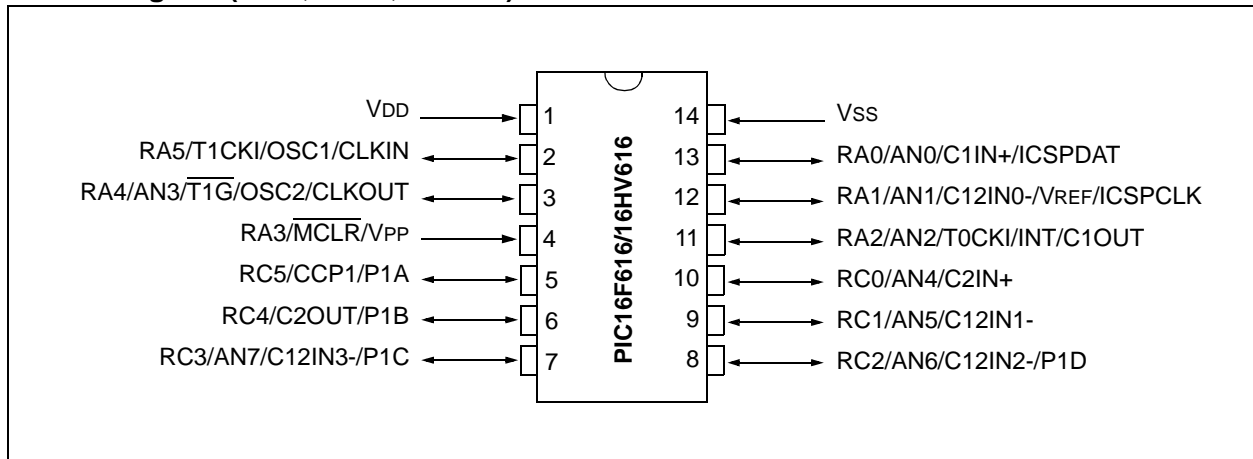 VDD
1
14
VSS
RA5/T1CKI/OSC1/CLKIN
2
13
RA0/AN0/C1IN+/ICSPDAT
RA4/AN3/T1G/OSC2/CLKOUT
3
12
RA1/AN1/C12IN0-/VREF/ICSPCLK
RA3/MCLR/VPP
4
11
RA2/AN2/T0CKI/INT/C1OUT
RC5/CCP1/P1A
5
10
RC0/AN4/C2IN+
RC4/C2OUT/P1B
6
9
RC1/AN5/C12IN1-
RC3/AN7/C12IN3-/P1C
7
8
RC2/AN6/C12IN2-/P1D
PIC16F616/16HV616